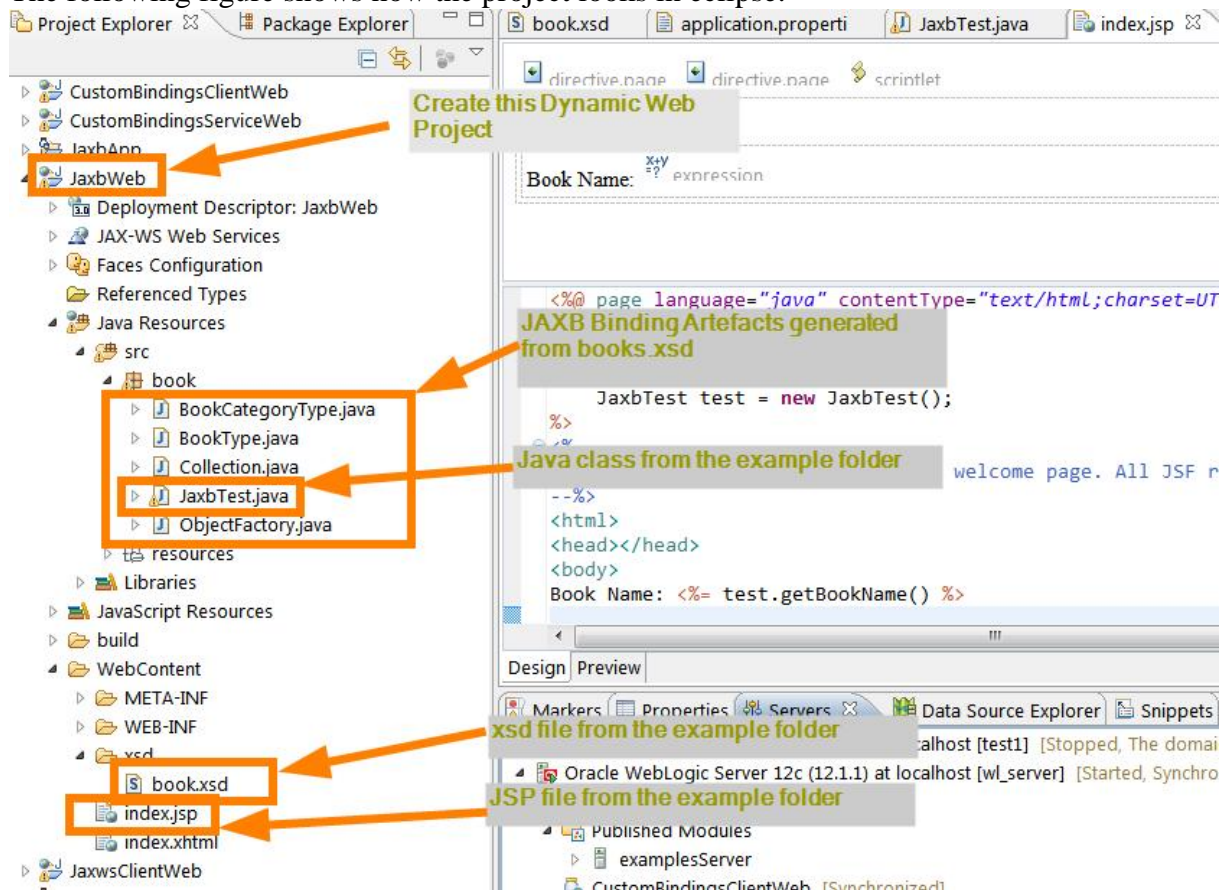 The following figure shows how the project looks in eclipse.
Project Explorer
Package Explorer
CustomBindingsClientWeb
CustomBindingsServiceWeb
JaxbApp
JaxbWeb
Deployment Descriptor: JaxbWeb
JAX-WS Web Services
Faces Configuration
Referenced Types
Java Resources
src
book
BookCategoryType.java
BookType.java
Collection.java
JaxbTest.java
ObjectFactory.java
resources
Libraries
JavaScript Resources
build
WebContent
META-INF
WEB-INF
xsd
book.xsd
index.jsp
index.xhtml
JaxwsClientWeb
Create this Dynamic Web
Project
JAXB Binding Artefacts generated
from books.xsd
Java class from the example folder
xsd file from the example folder
JSP file from the example folder
book.xsd
application.properti
JaxbTest.java
index.jsp
directive.page directive.page scriptlet
Book Name: x+y =? expression
<%@ page language="java" contentType="text/html;charset=UT
JaxbTest test = new JaxbTest();
%>
<%
welcome page. All JSF r
--%>
<html>
<head></head>
<body>
Book Name: <%= test.getBookName() %>
Design Preview
Markers Properties Servers Data Source Explorer Snippets
calhost [test1] [Stopped, The domai
Oracle WebLogic Server 12c (12.1.1) at localhost [wl_server] [Started, Synchro
Published Modules
examplesServer
CustomBindingsClientWeb [Synchronized]